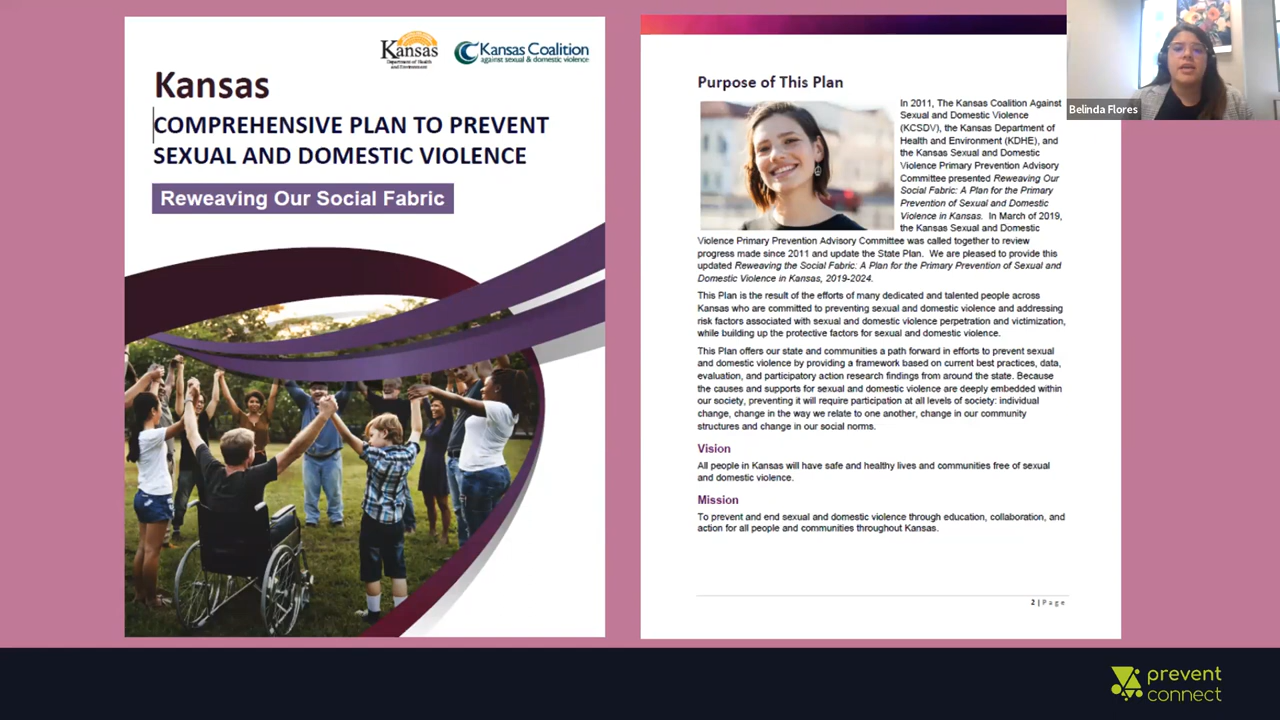 Kansas
Department of Health
and Environment
Kansas Coalition
against sexual & domestic violence
Kansas
COMPREHENSIVE PLAN TO PREVENT
SEXUAL AND DOMESTIC VIOLENCE
Reweaving Our Social Fabric
Purpose of This Plan
In 2011, The Kansas Coalition Against
Sexual and Domestic Violence
(KCSDV), the Kansas Department of
Health and Environment (KDHE), and
the Kansas Sexual and Domestic
Violence Primary Prevention Advisory
Committee presented Reweaving Our
Social Fabric: A Plan for the Primary
Prevention of Sexual and Domestic
Violence in Kansas. In March of 2019,
the Kansas Sexual and Domestic
Violence Primary Prevention Advisory Committee was called together to review
progress made since 2011 and update the State Plan. We are pleased to provide this
updated Reweaving the Social Fabric: A Plan for the Primary Prevention of Sexual and
Domestic Violence in Kansas, 2019-2024.
This Plan is the result of the efforts of many dedicated and talented people across
Kansas who are committed to preventing sexual and domestic violence and addressing
risk factors associated with sexual and domestic violence perpetration and victimization,
while building up the protective factors for sexual and domestic violence.
This Plan offers our state and communities a path forward in efforts to prevent sexual
and domestic violence by providing a framework based on current best practices, data,
evaluation, and participatory action research findings from around the state. Because
the causes and supports for sexual and domestic violence are deeply embedded within
our society, preventing it will require participation at all levels of society: individual
change, change in the way we relate to one another, change in our community
structures and change in our social norms.
Vision
All people in Kansas will have safe and healthy lives and communities free of sexual
and domestic violence.
Mission
To prevent and end sexual and domestic violence through education, collaboration, and
action for all people and communities throughout Kansas.
2 | Page
Belinda Flores
prevent
connect